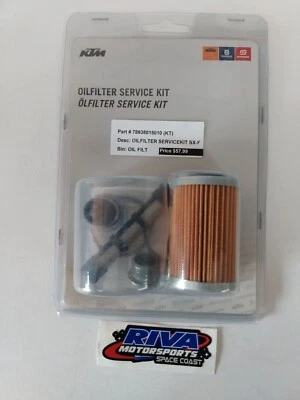 KTM
OILFILTER SERVICE KIT
ÖLFILTER SERVICE KIT
Part # 79038015010 (KT)
Desc: OILFILTER SERVICEKIT SX-F
Bin: OIL FILT Price $57.99
RIVA
MOTORSPORTS
SPACE COAST